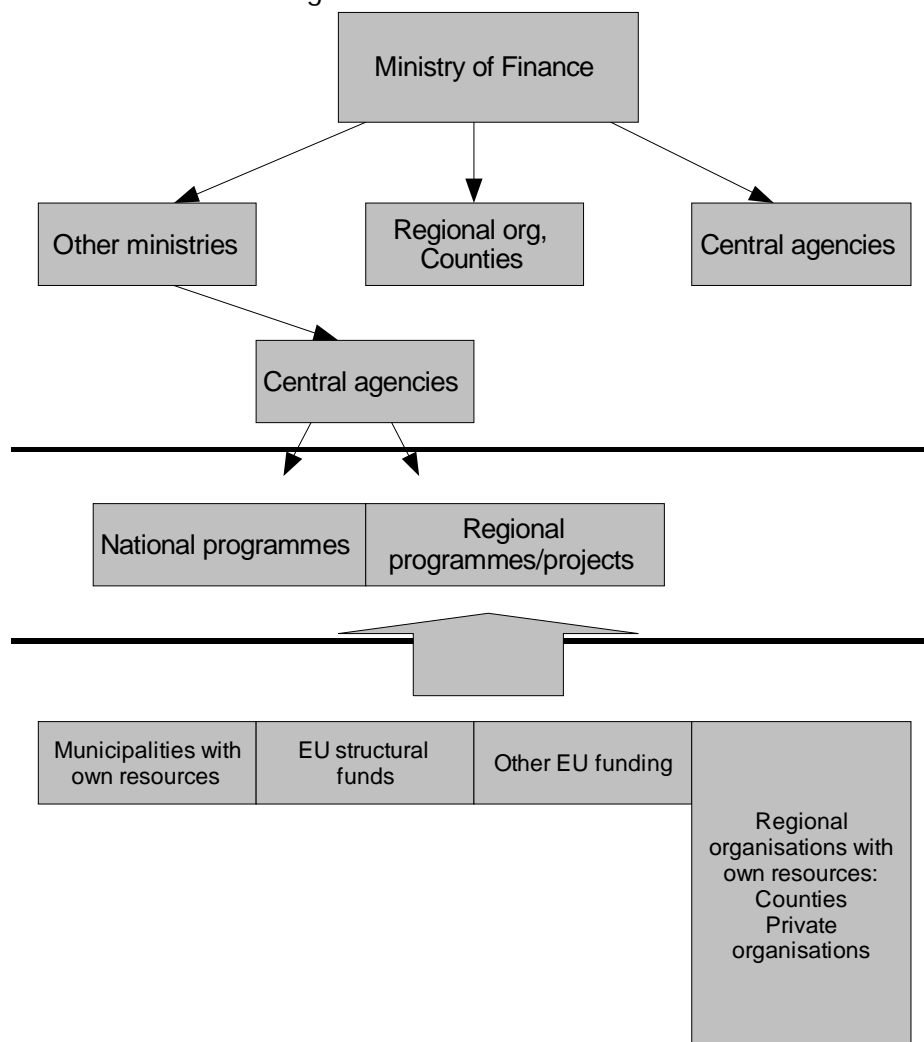 Ministry of Finance
Other ministries
Regional org,
Counties
Central agencies
Central agencies
National programmes
Regional
programmes/projects
Municipalities with
own resources
EU structural
funds
Other EU funding
Regional
organisations with
own resources:
Counties
Private
organisations